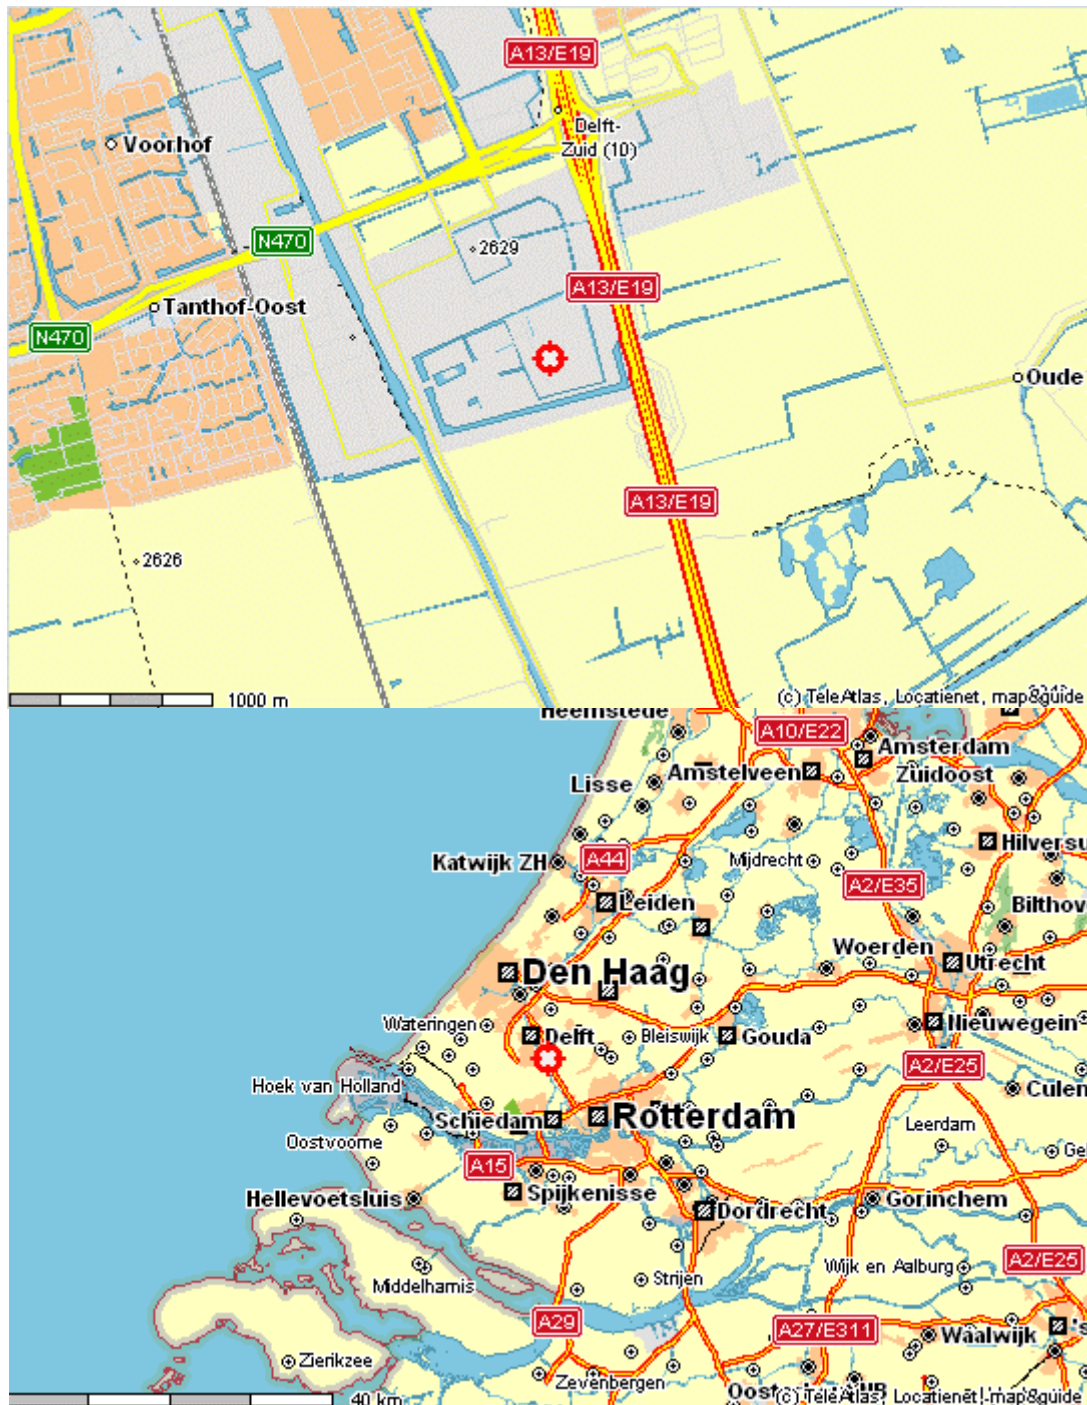 A13/E19
Delft-
Zuid (10)
Voorhof
N470
2629
A13/E19
Tanthof-Oost
N470
Oude
A13/E19
2626
1000 m
(c) TeleAtlas, Locatienet, map&guide
Heemstede
A10/E22
Amsterdam
Zuidoost
Amstelveen
Lisse
Hilversu
Katwijk ZH
A44
Mijdrecht
A2/E35
Leiden
Bilthov
Woerden
Utrecht
Den Haag
Wateringen
Delft
Bleiswijk
Gouda
Nieuwegein
A2/E25
Culen
Hoek van Holland
Schiedam
Rotterdam
Leerdam
Oostvoorne
Ge
A15
Spijkenisse
Hellevoetsluis
Gorinchem
Dordrecht
A2/E25
Wijk en Aalburg
Strijen
Middelharnis
A29
A27/E311
Waalwijk
's
Zierikzee
Zevenbergen
40 km
(c) TeleAtlas, Locatienet, map&guide